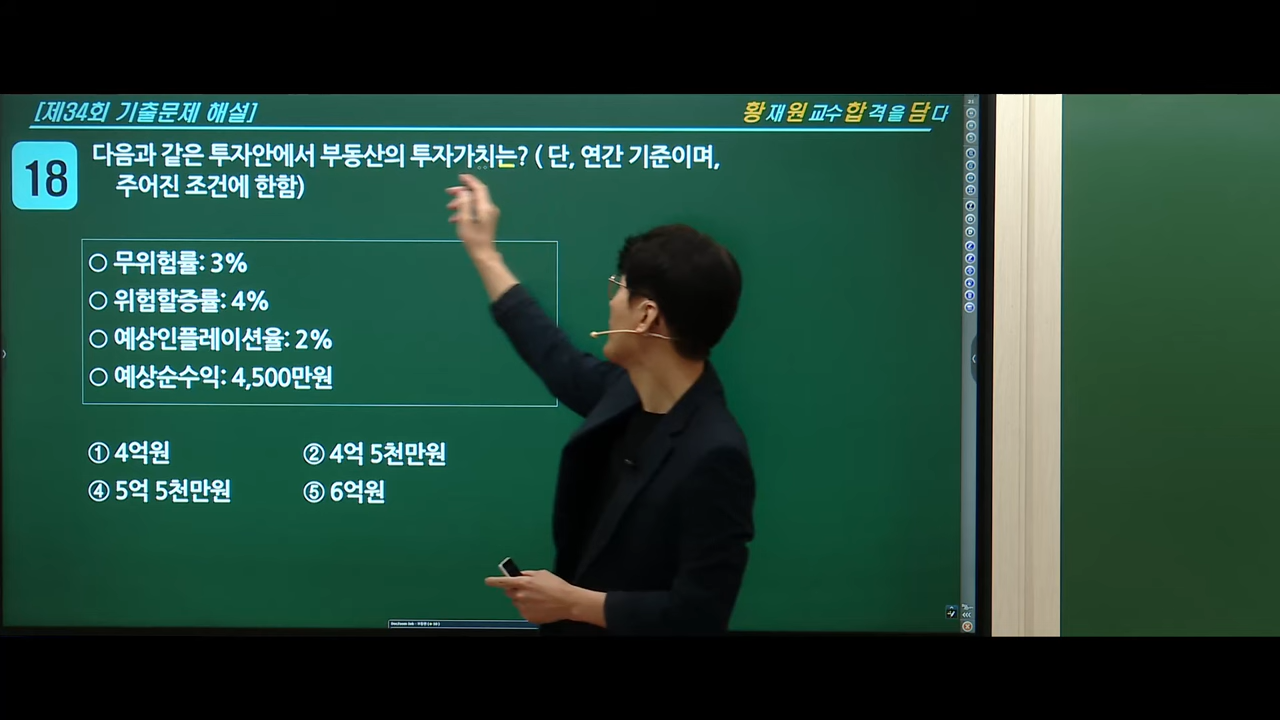 [제34회 기출문제 해설]
황재원교수합격을담다
18
다음과 같은 투자안에서 부동산의 투자가치는? ( 단, 연간 기준이며,
주어진 조건에 한함)
○ 무위험률: 3%
○ 위험할증률: 4%
○ 예상인플레이션율: 2%
○ 예상순수익: 4,500만원
① 4억원 ② 4억 5천만원
④ 5억 5천만원 ⑤ 6억원